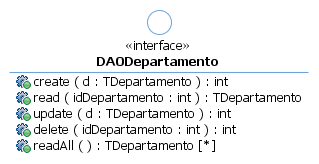 «interface»
DAODepartamento
create ( d : TDepartamento ) : int
read ( idDepartamento : int ) : TDepartamento
update ( d : TDepartamento ) : int
delete ( idDepartamento : int ) : int
readAll ( ) : TDepartamento [*]